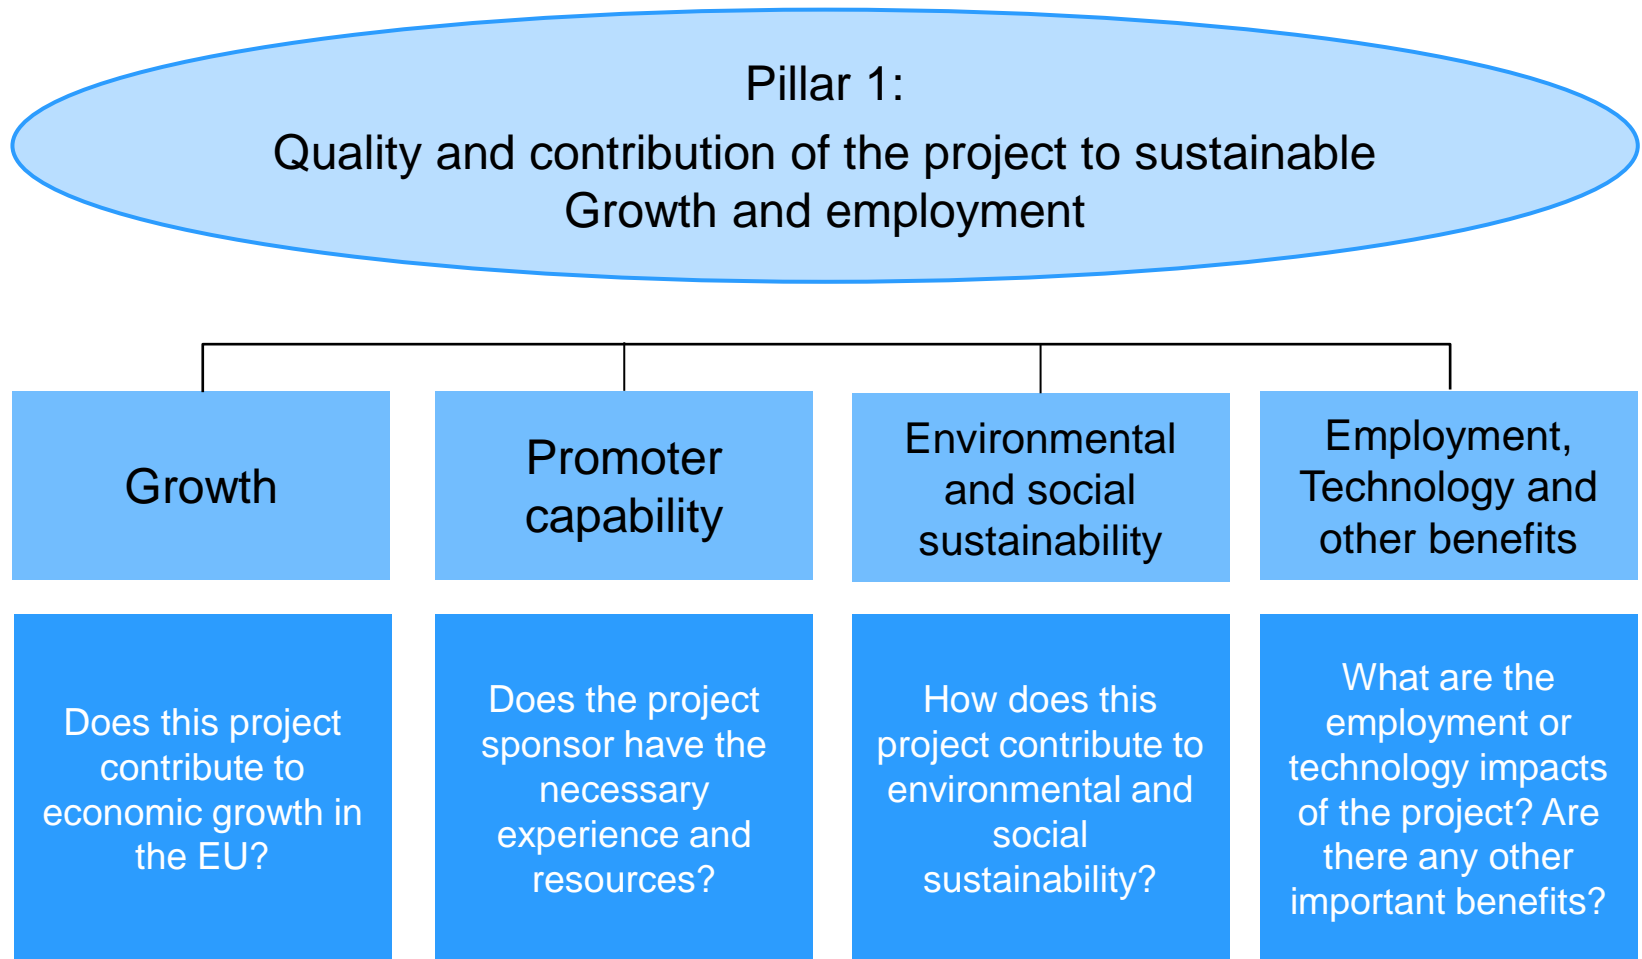 Pillar 1:
Quality and contribution of the project to sustainable
Growth and employment
Growth
Promoter
capability
Environmental
and social
sustainability
Employment,
Technology and
other benefits
Does this project
contribute to
economic growth in
the EU?
Does the project
sponsor have the
necessary
experience and
resources?
How does this
project contribute to
environmental and
social
sustainability?
What are the
employment or
technology impacts
of the project? Are
there any other
important benefits?